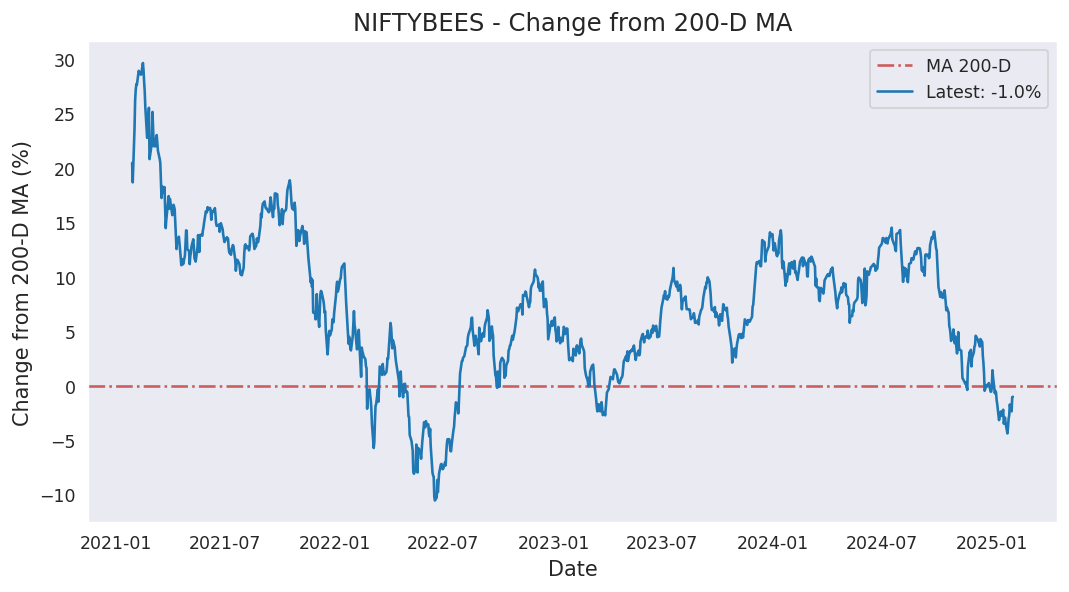 NIFTYBEES - Change from 200-D MA
MA 200-D
Latest: -1.0%
Change from 200-D MA (%)
30
25
20
15
10
5
0
−5
−10
2021-01 2021-07 2022-01 2022-07 2023-01 2023-07 2024-01 2024-07 2025-01
Date